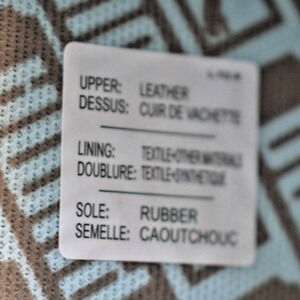 UPPER: LEATHER
DESSUS: CUIR DE VACHETTE
LINING: TEXTILE+OTHER MATERIALS
DOUBLURE: TEXTILE+SYNTHETIQUE
SOLE: RUBBER
SEMELLE: CAOUTCHOUC